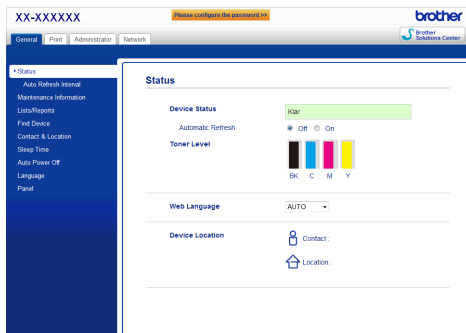 XX-XXXXXX
Please configure the password >>
brother
General Print Administrator Network
Brother Solutions Center
Status
Auto Refresh Interval
Maintenance Information
Lists/Reports
Find Device
Contact & Location
Sleep Time
Auto Power Off
Language
Panel
Status
Device Status Klar
Automatic Refresh Off On
Toner Level
BK C M Y
Web Language AUTO
Device Location Contact :
Location :